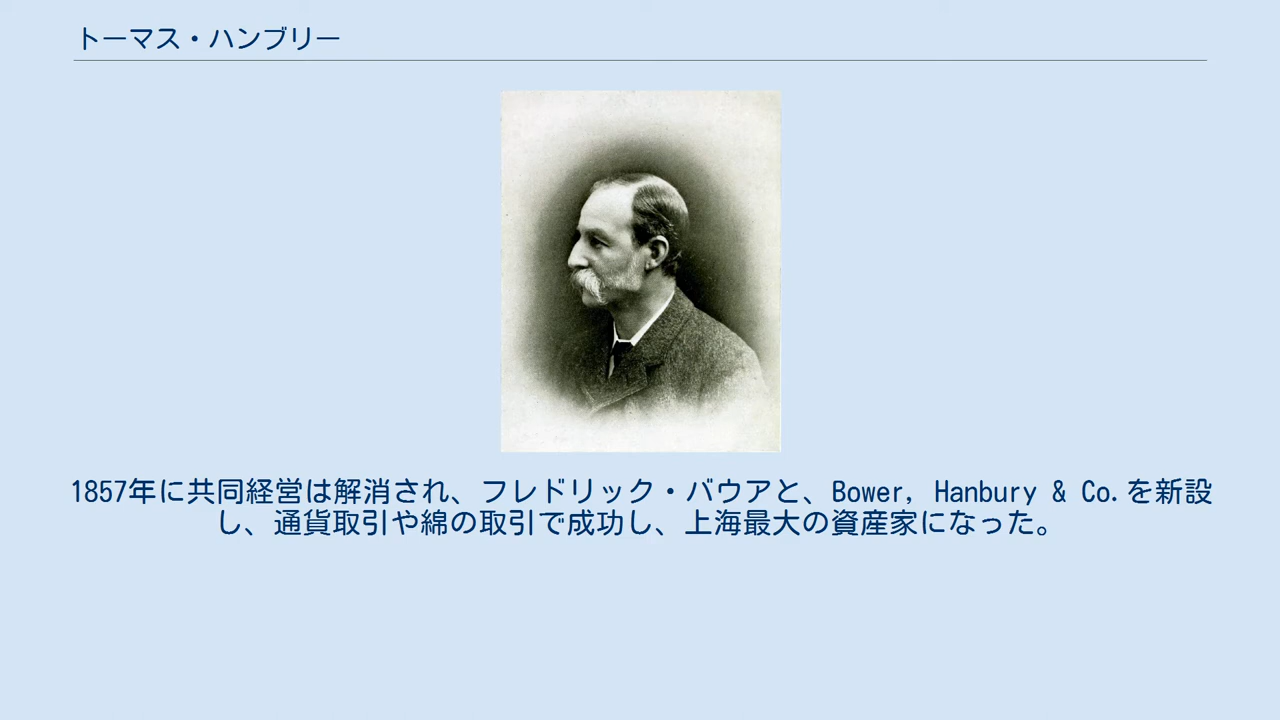 トーマス・ハンブリー
1857年に共同経営は解消され、フレドリック・バウアと、Bower, Hanbury & Co.を新設
し、通貨取引や綿の取引で成功し、上海最大の資産家になった。